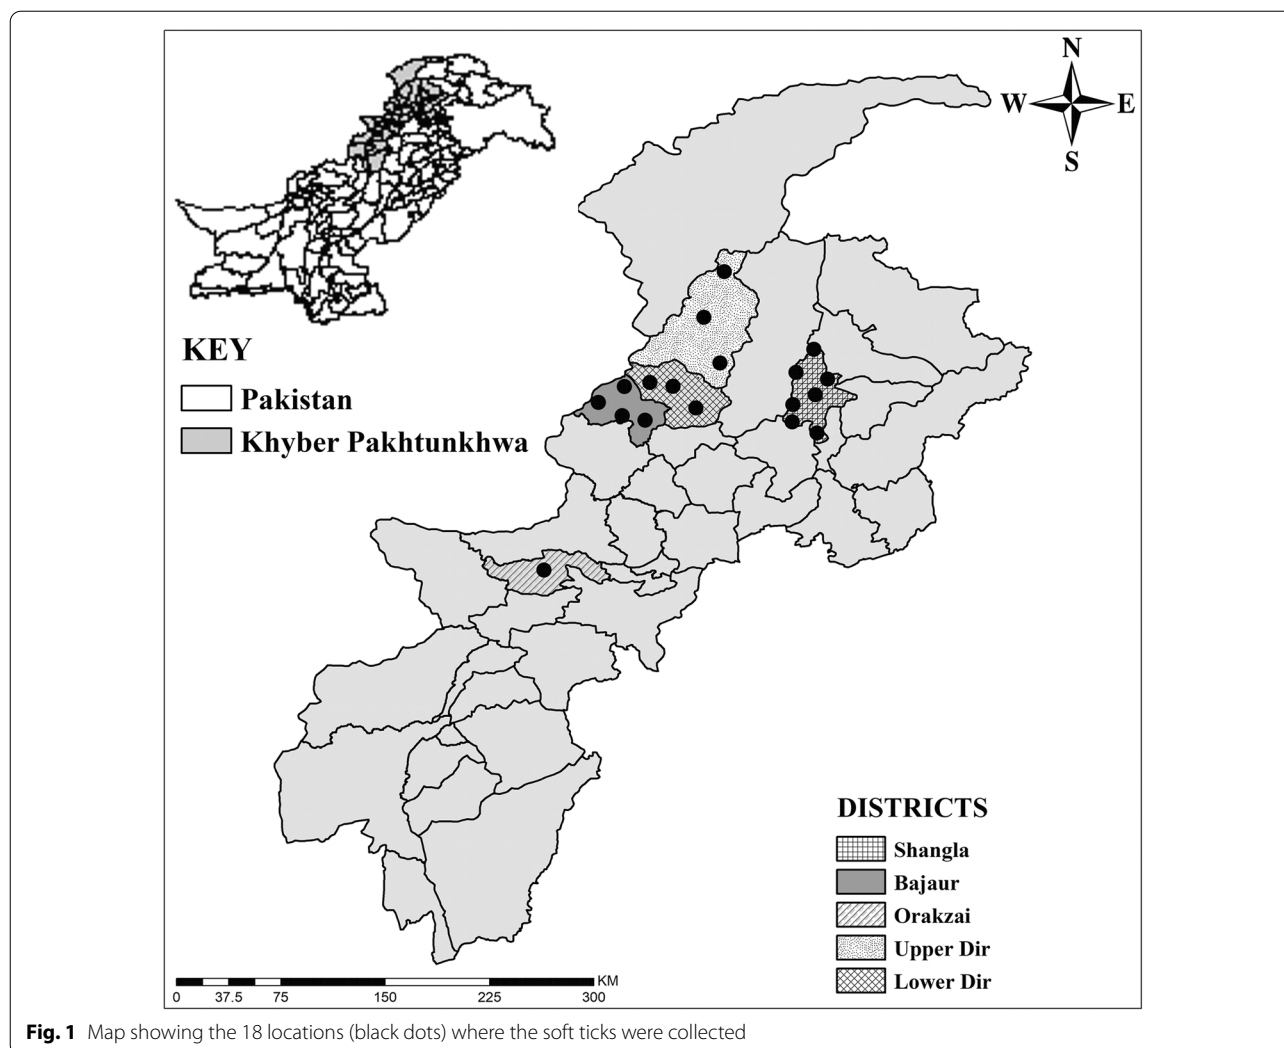 N
W E
S
KEY
Pakistan
Khyber Pakhtunkhwa
DISTRICTS
Shangla
Bajaur
Orakzai
Upper Dir
Lower Dir
KM
0 37.5 75 150 225 300
Fig. 1 Map showing the 18 locations (black dots) where the soft ticks were collected